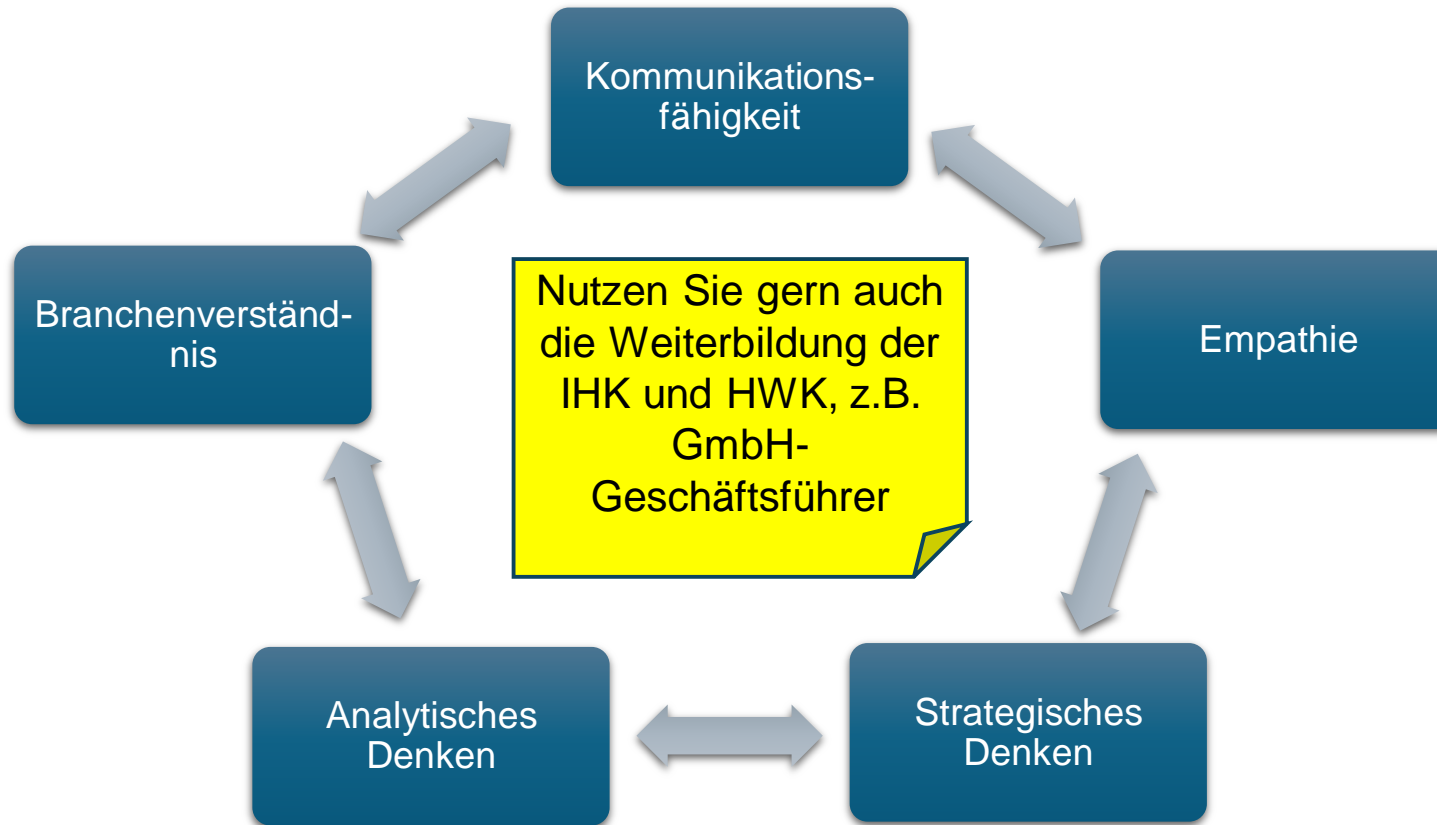 Kommunikations-
fähigkeit
Branchenverständ-
nis
Nutzen Sie gern auch
die Weiterbildung der
IHK und HWK, z.B.
GmbH-
Geschäftsführer
Empathie
Analytisches
Denken
Strategisches
Denken